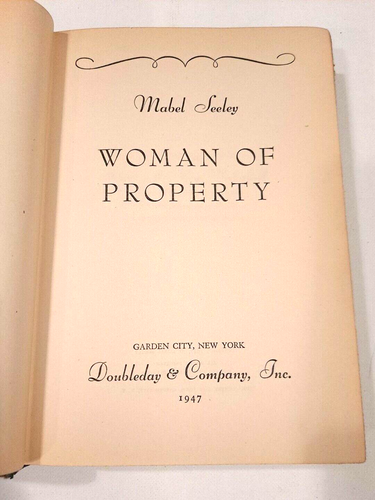 Mabel Seeley
WOMAN OF
PROPERTY
GARDEN CITY, NEW YORK
Doubleday & Company, Inc.
1947